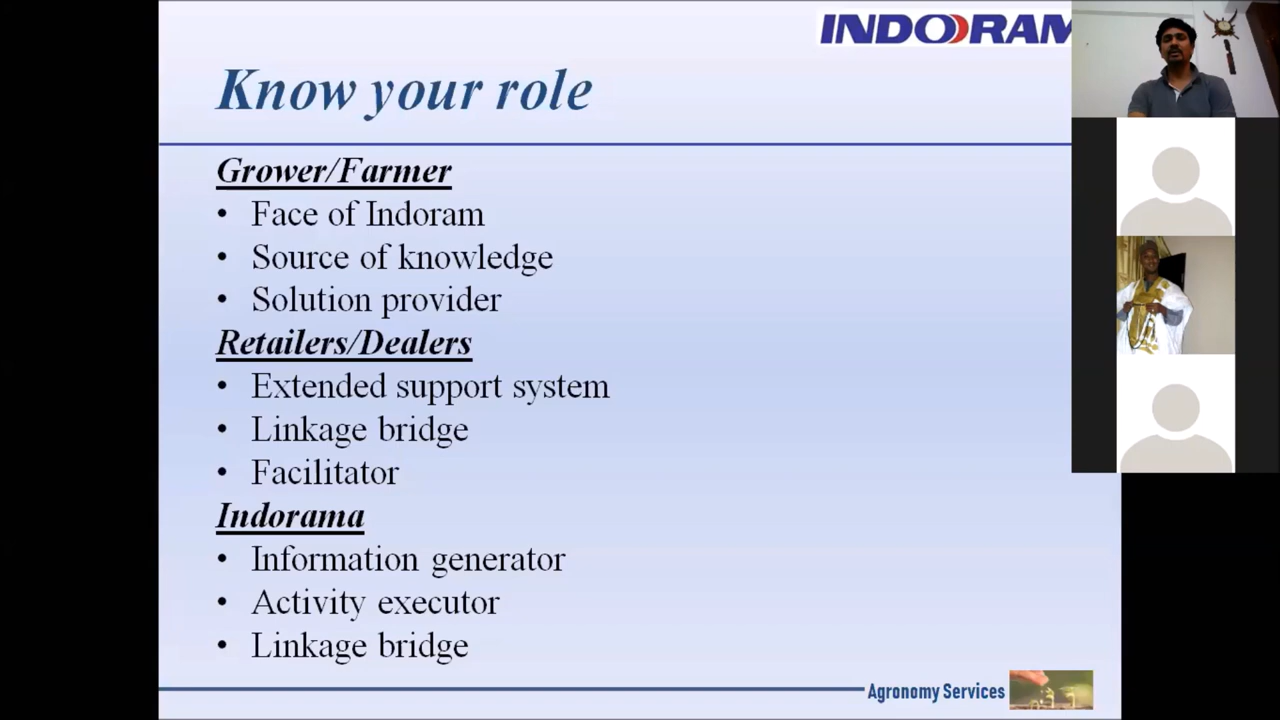 INDORAM
Know your role
Grower/Farmer
• Face of Indoram
• Source of knowledge
• Solution provider
Retailers/Dealers
• Extended support system
• Linkage bridge
• Facilitator
Indorama
• Information generator
• Activity executor
• Linkage bridge
Agronomy Services